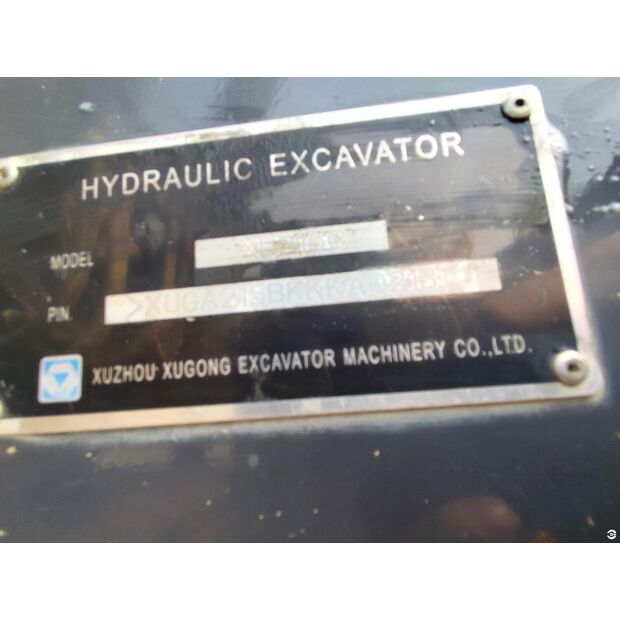 HYDRAULIC EXCAVATOR
MODEL
PIN
XUZHOU XUGONG EXCAVATOR MACHINERY CO.,LTD.